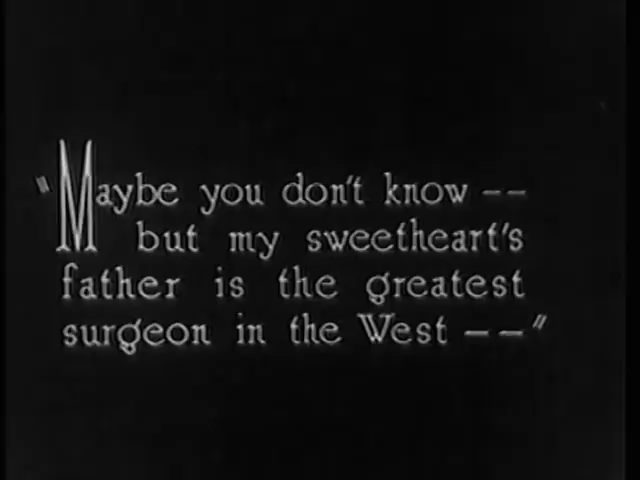 "Maybe you don't know --
but my sweetheart's
father is the greatest
surgeon in the West --"